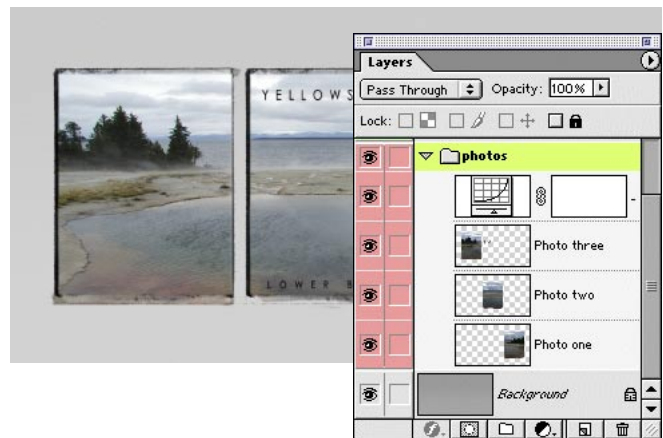 YELLOWS
LOWER B
Layers
Pass Through
Opacity: 100%
Lock:
photos
Photo three
Photo two
Photo one
Background